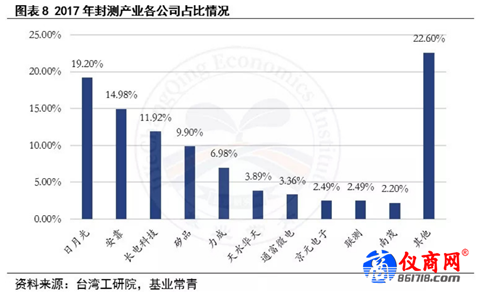 图表 8 2017 年封测产业各公司占比情况
25.00%
20.00%
15.00%
10.00%
5.00%
0.00%
19.20%
14.98%
11.92%
9.90%
6.98%
3.89%
3.36%
2.49%
2.49%
2.20%
22.60%
日月光
安靠
长电科技
矽品
力成
天水华天
通富微电
京元电子
联测
南茂
其他
资料来源：台湾工研院，基业常青
仪商网
861718.com